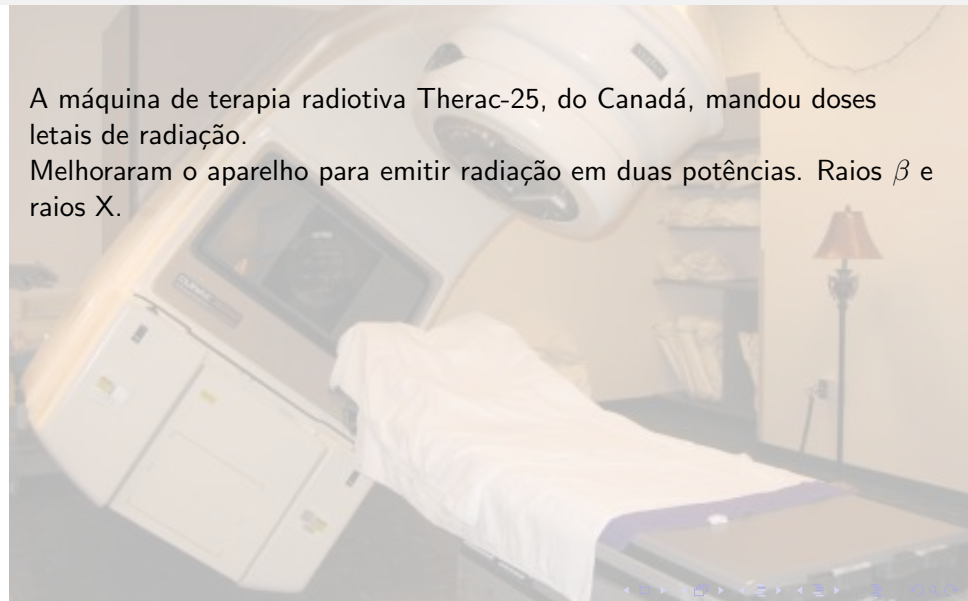 A máquina de terapia radiotiva Therac-25, do Canadá, mandou doses
letais de radiação.
Melhoraram o aparelho para emitir radiação em duas potências. Raios β e
raios X.